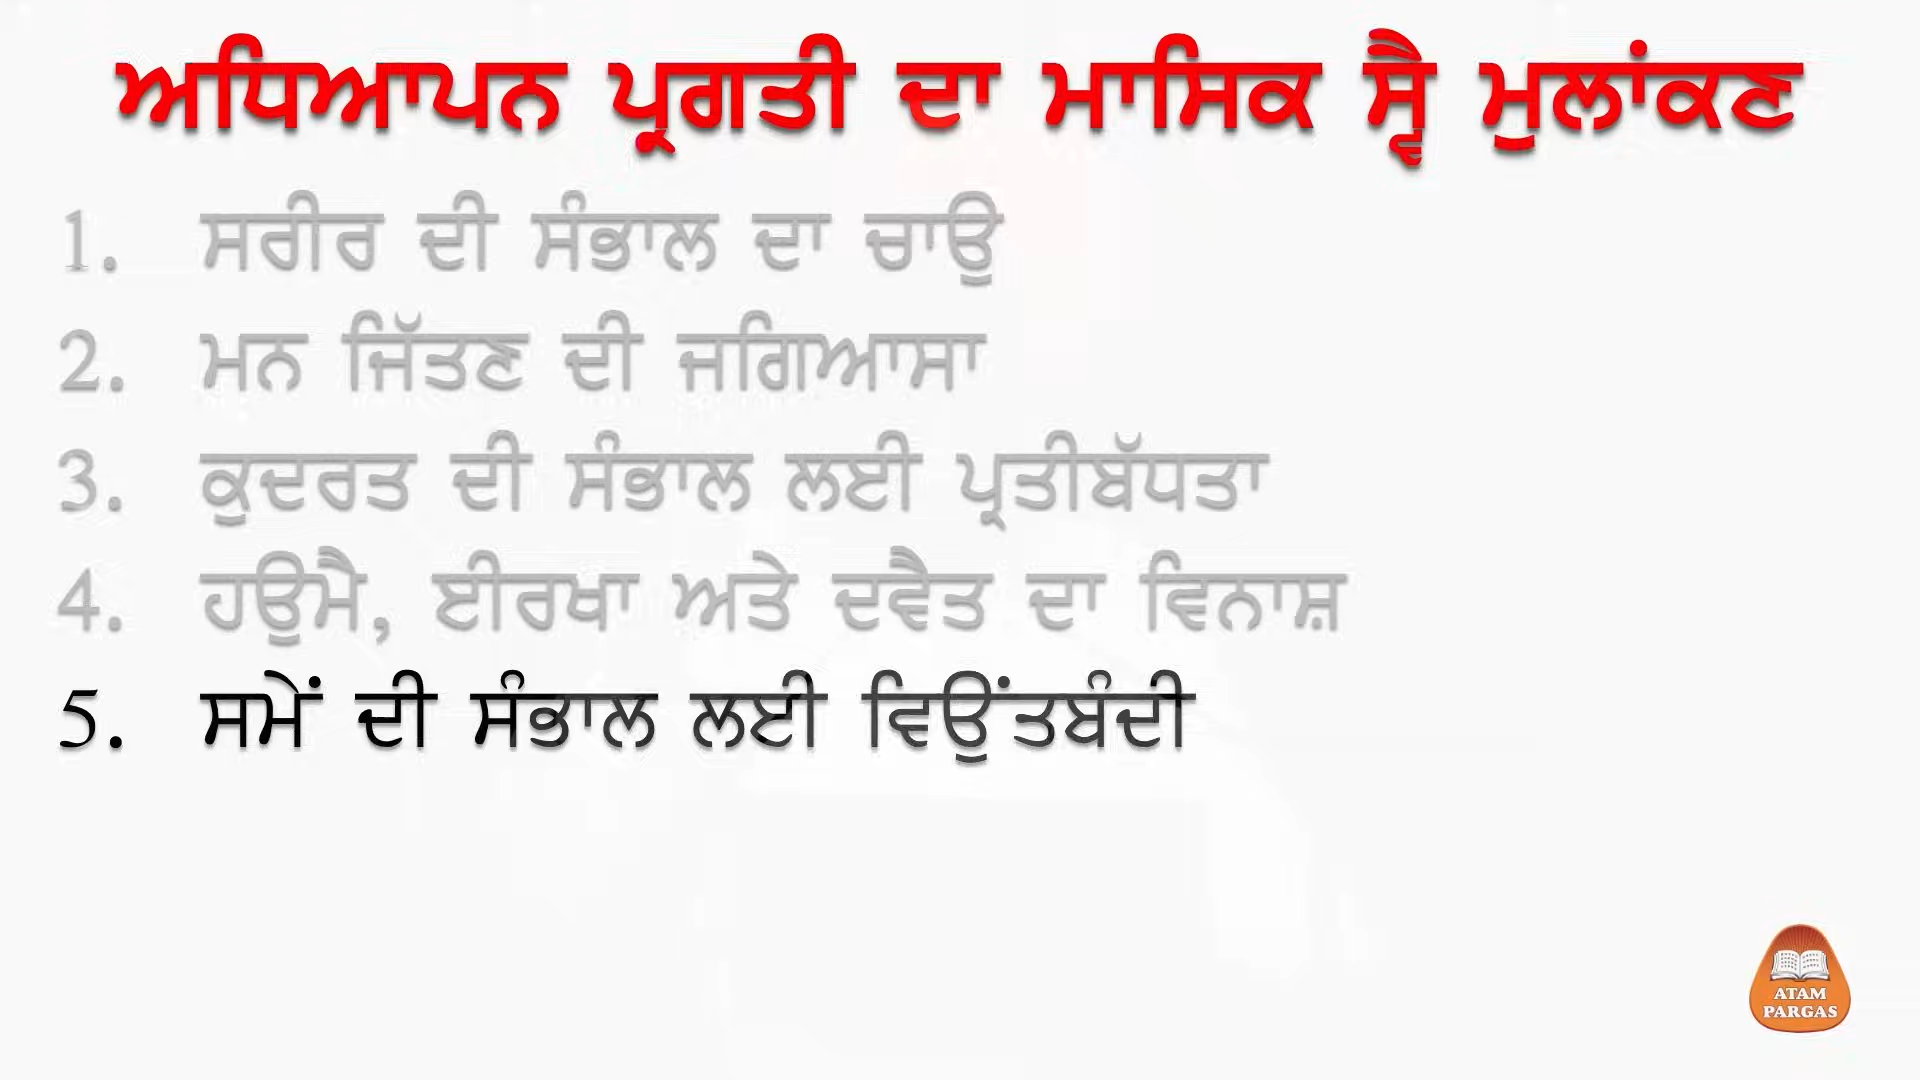 ਅਧਿਆਪਨ ਪ੍ਰਗਤੀ ਦਾ ਮਾਸਿਕ ਸ੍ਵੈ ਮੁਲਾਂਕਣ
1. ਸਰੀਰ ਦੀ ਸੰਭਾਲ ਦਾ ਚਾਉ
2. ਮਨ ਜਿੱਤਣ ਦੀ ਜਗਿਆਸਾ
3. ਕੁਦਰਤ ਦੀ ਸੰਭਾਲ ਲਈ ਪ੍ਰਤੀਬੱਧਤਾ
4. ਹਉਮੈ, ਈਰਖਾ ਅਤੇ ਦਵੈਤ ਦਾ ਵਿਨਾਸ਼
5. ਸਮੇਂ ਦੀ ਸੰਭਾਲ ਲਈ ਵਿਉਂਤਬੰਦੀ
ATAM
PARGAS